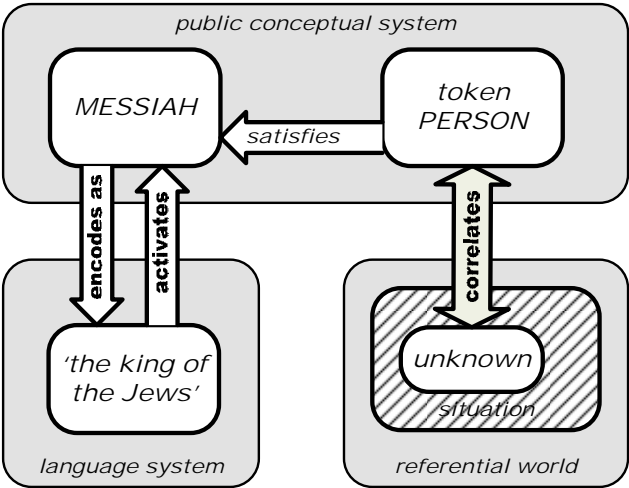 public conceptual system
MESSIAH
token
PERSON
satisfies
encodes as
activates
correlates
'the king of
the Jews'
unknown
situation
language system
referential world